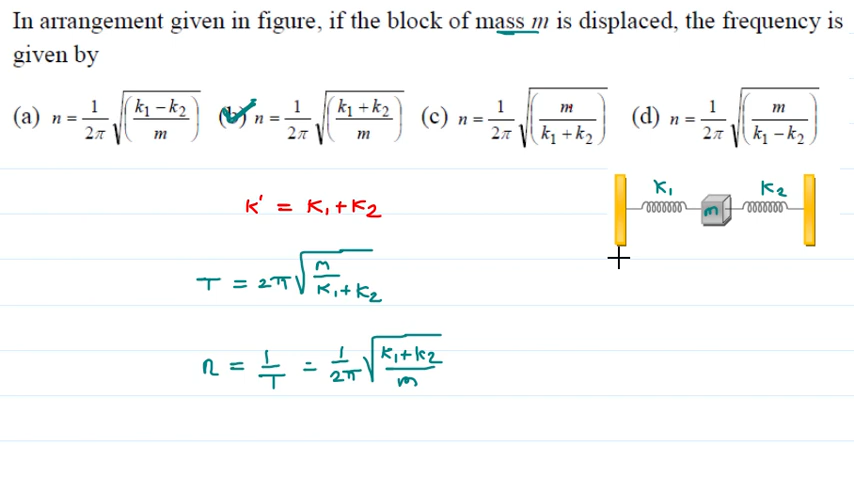 In arrangement given in figure, if the block of mass m is displaced, the frequency is
given by
(a) n = 1/2π √((k₁ – k₂)/m) (b) n = 1/2π √((k₁ + k₂)/m) (c) n = 1/2π √(m/(k₁ + k₂)) (d) n = 1/2π √(m/(k₁ – k₂))
K₁ K₂
m
K' = K₁ + K₂
T = 2π √(m/(K₁ + K₂))
n = 1/T = 1/2π √((K₁ + K₂)/m)